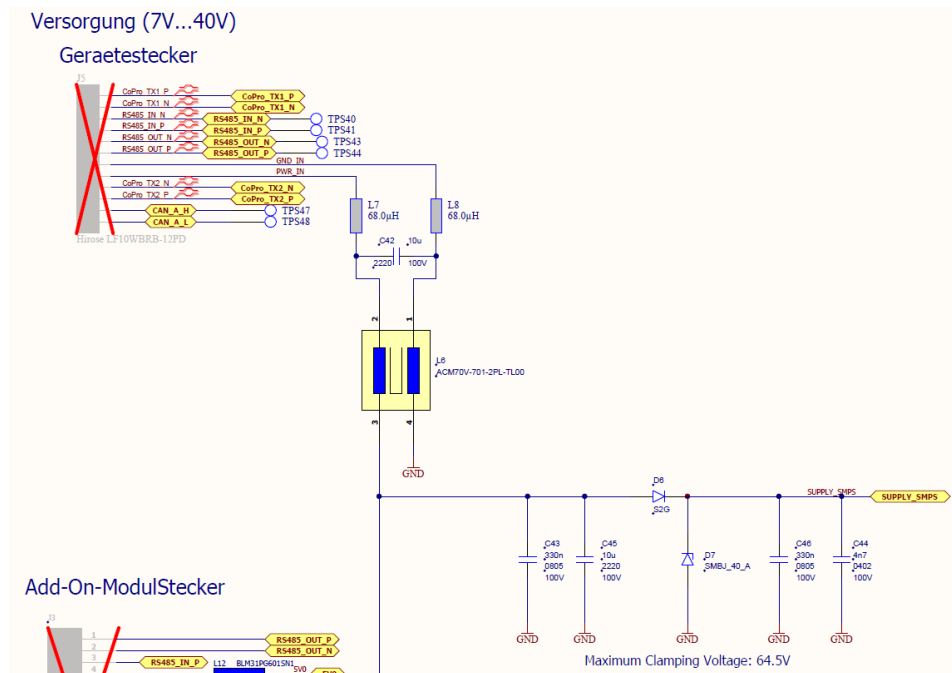 Versorgung (7V...40V)
Geraetestecker
J5
CoPro_TX1_P CoPro_TX1_P
CoPro_TX1_N CoPro_TX1_N
RS485_IN_N RS485_IN_N TPS40
RS485_IN_P RS485_IN_P TPS41
RS485_OUT_N RS485_OUT_N TPS43
RS485_OUT_P RS485_OUT_P TPS44
GND_IN
PWR_IN
CoPro_TX2_N CoPro_TX2_N
CoPro_TX2_P CoPro_TX2_P
CAN_A_H TPS47
CAN_A_L TPS48
Hirose LF10WBRB-12PD
L7 L8
68.0µH 68.0µH
C42 10u
2220 100V
2 1
L6
ACM70V-701-2PL-TL00
3 4
GND
D6
S2G
SUPPLY_SMPS SUPPLY_SMPS
C43 C45 D7 C46 C44
330n 10u SMBJ_40_A 330n 4n7
0805 2220 0805 0402
100V 100V 100V 100V
GND GND GND GND GND
Maximum Clamping Voltage: 64.5V
Add-On-ModulStecker
J3
1 RS485_OUT_P
2 RS485_OUT_N
3 RS485_IN_P L12 BLM31PG601SN1
4 5V0 5V0